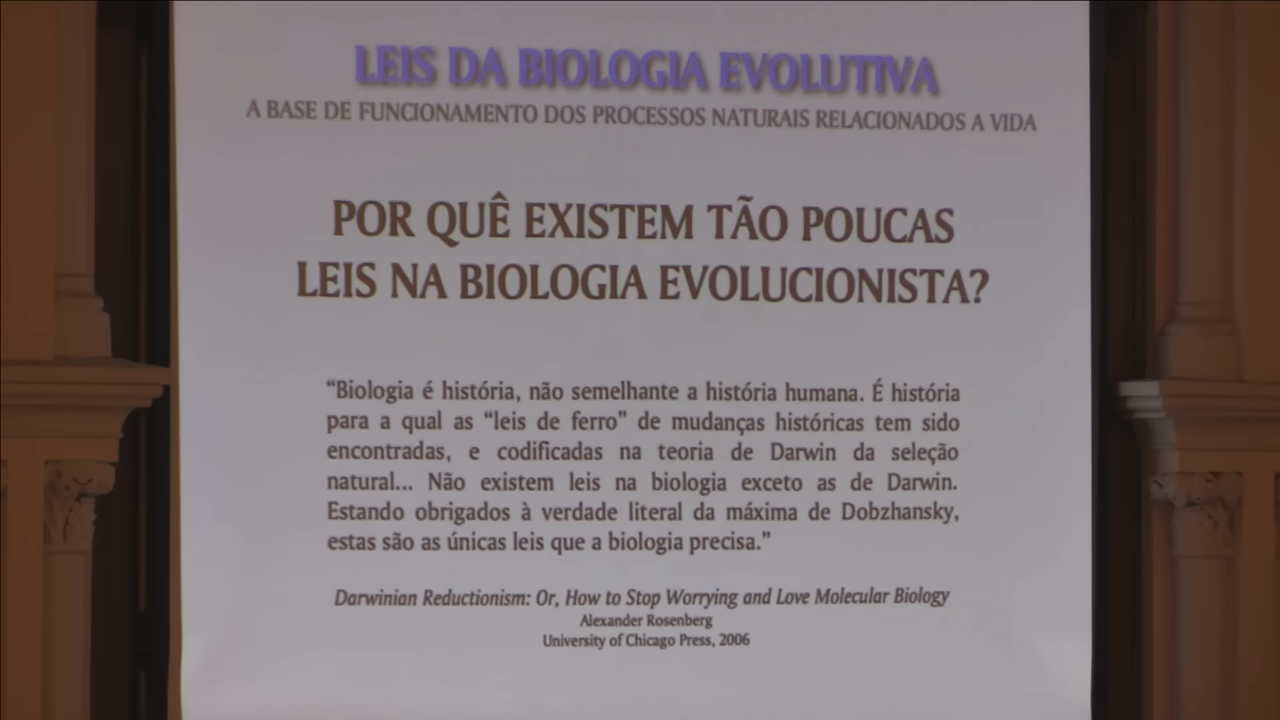 LEIS DA BIOLOGIA EVOLUTIVA
A BASE DE FUNCIONAMENTO DOS PROCESSOS NATURAIS RELACIONADOS A VIDA
POR QUÊ EXISTEM TÃO POUCAS
LEIS NA BIOLOGIA EVOLUCIONISTA?
“Biologia é história, não semelhante a história humana. É história
para a qual as “leis de ferro” de mudanças históricas tem sido
encontradas, e codificadas na teoria de Darwin da seleção
natural... Não existem leis na biologia exceto as de Darwin.
Estando obrigados à verdade literal da máxima de Dobzhansky,
estas são as únicas leis que a biologia precisa.”
Darwinian Reductionism: Or, How to Stop Worrying and Love Molecular Biology
Alexander Rosenberg
University of Chicago Press, 2006